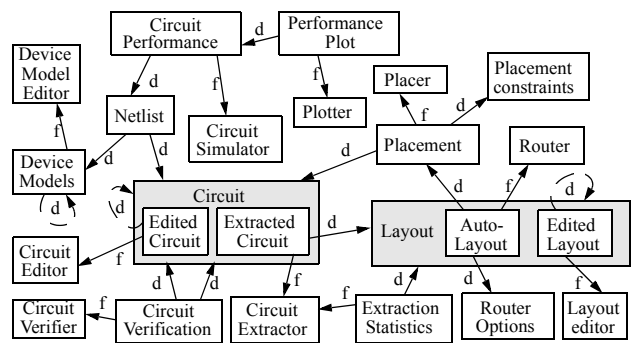 Circuit
Performance
d
Performance
Plot
Device
Model
Editor
d
f
f
Placer
Placement
constraints
Netlist
Plotter
f
d
f
Circuit
Simulator
Placement
Router
Device
Models
d
d
d
d
Circuit
d
f
d
d
Edited
Circuit
Extracted
Circuit
d
Layout
Auto-
Layout
Edited
Layout
Circuit
Editor
f
d
d
f
d
d
f
Circuit
Verifier
f
Circuit
Verification
Circuit
Extractor
f
Extraction
Statistics
Router
Options
Layout
editor